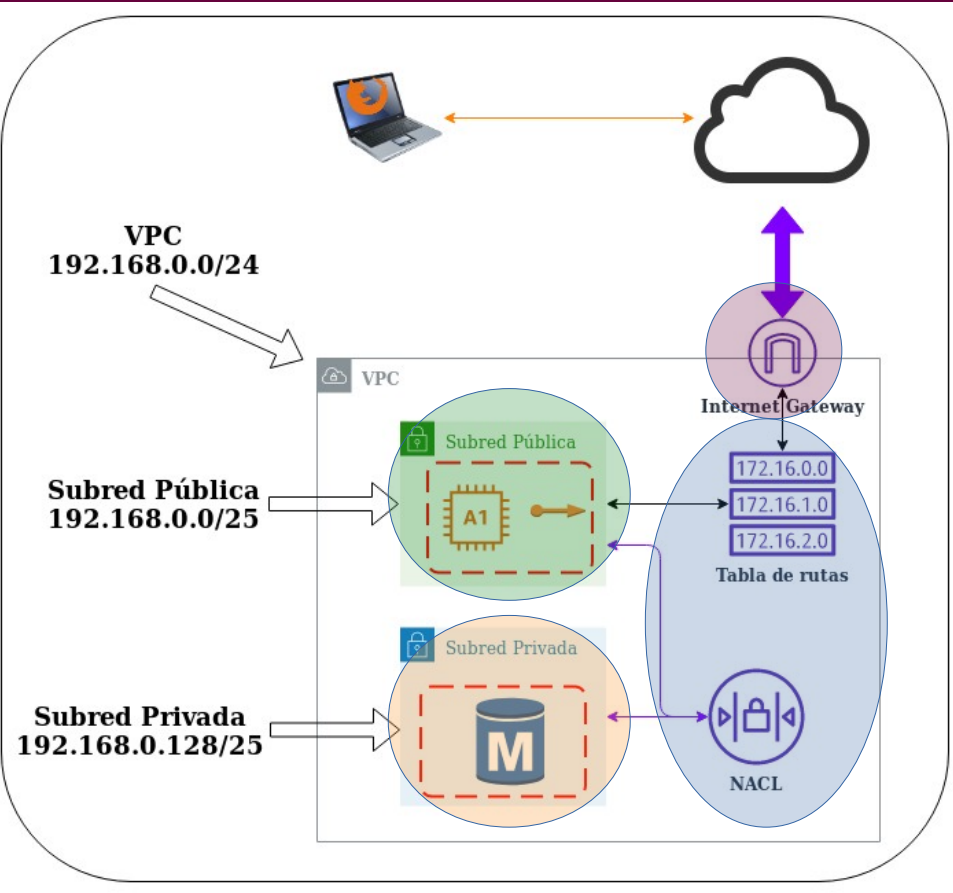 VPC
192.168.0.0/24
VPC
Internet Gateway
Subred Pública
172.16.0.0
Subred Pública
192.168.0.0/25
A1
172.16.1.0
172.16.2.0
Tabla de rutas
Subred Privada
Subred Privada
192.168.0.128/25
M
NACL